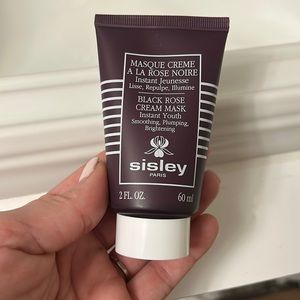 MASQUE CREME
A LA ROSE NOIRE
Instant Jeunesse
Lisse, Repulpe, Illumine
BLACK ROSE
CREAM MASK
Instant Youth
Smoothing, Plumping,
Brightening
sisley
PARIS
2 FL. OZ. 60 ml